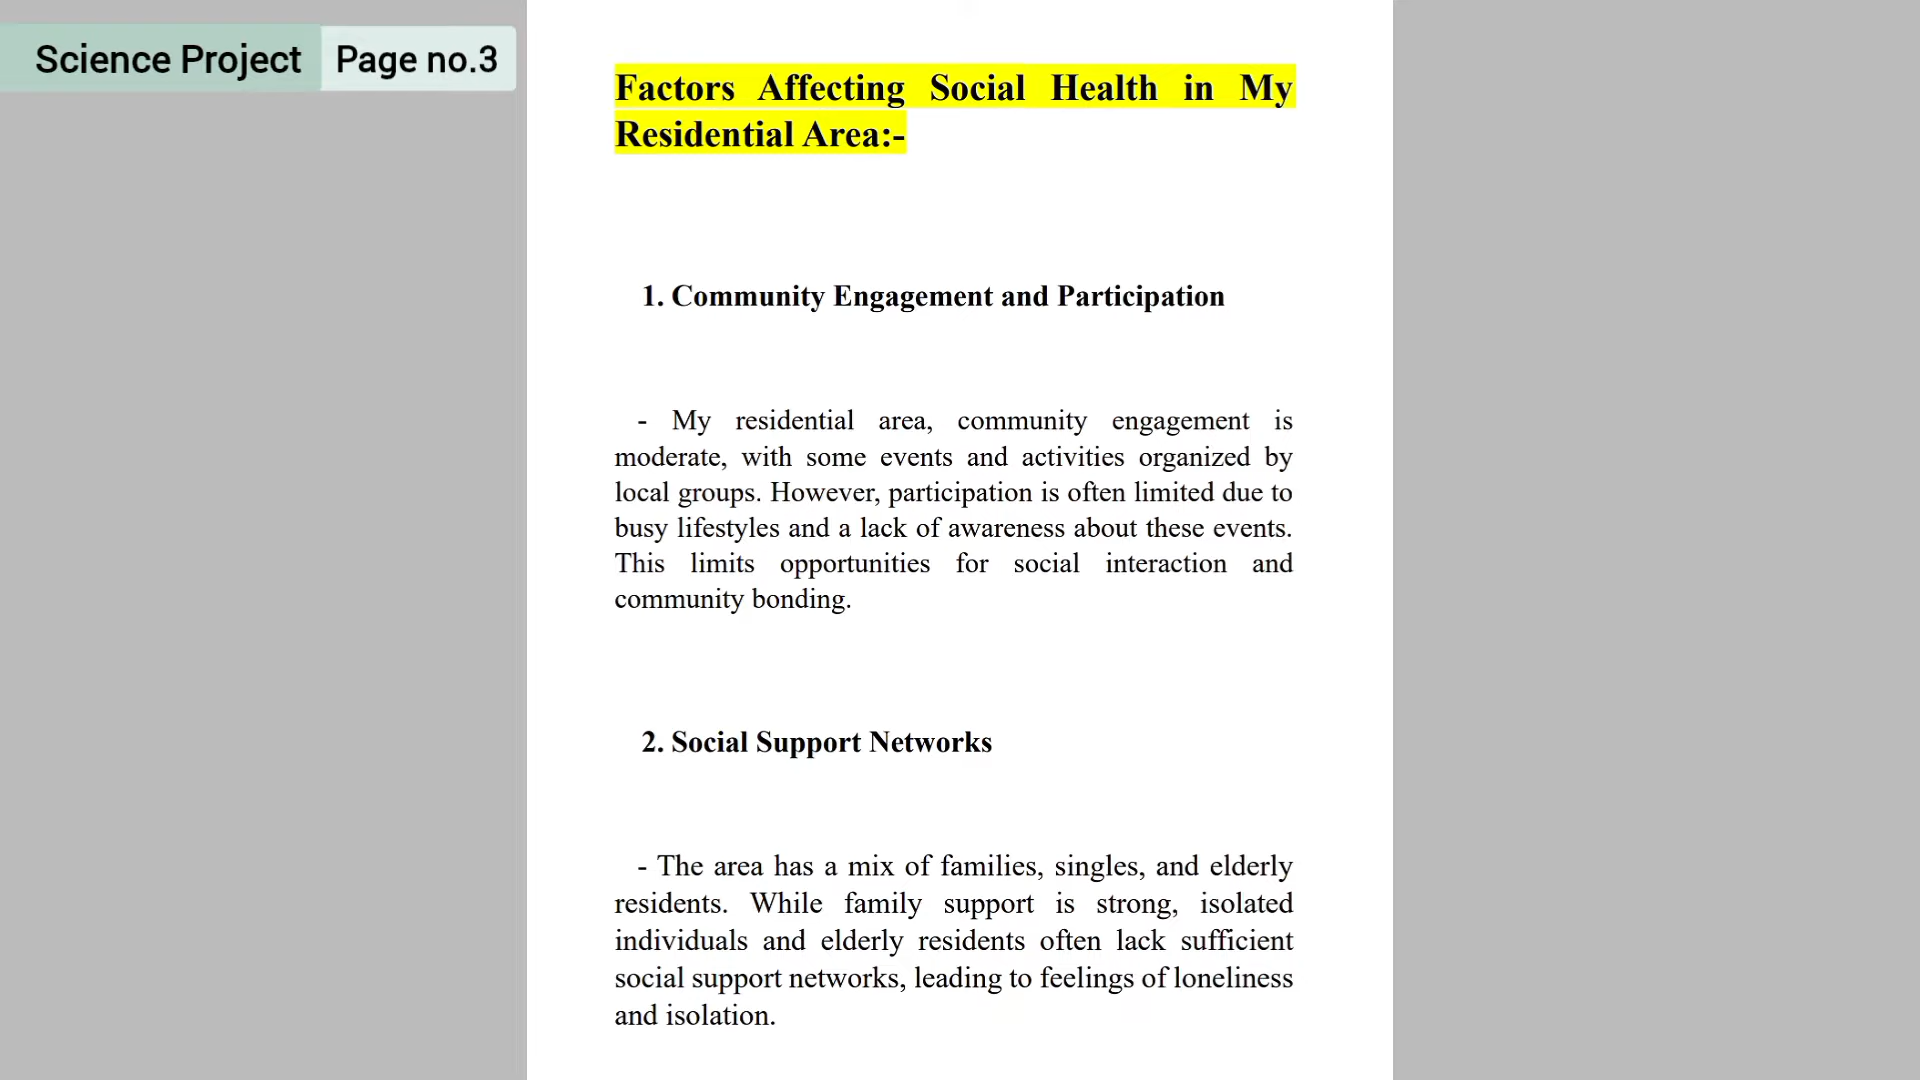 Science Project Page no.3
Factors Affecting Social Health in My
Residential Area:-
1. Community Engagement and Participation
- My residential area, community engagement is
moderate, with some events and activities organized by
local groups. However, participation is often limited due to
busy lifestyles and a lack of awareness about these events.
This limits opportunities for social interaction and
community bonding.
2. Social Support Networks
- The area has a mix of families, singles, and elderly
residents. While family support is strong, isolated
individuals and elderly residents often lack sufficient
social support networks, leading to feelings of loneliness
and isolation.